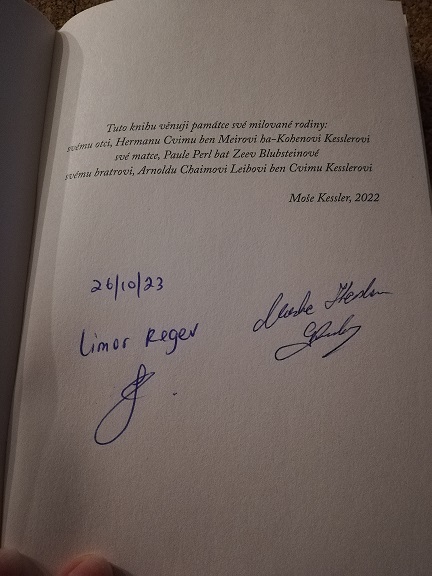 Tuto knihu věnuji památce své milované rodiny:
svému otci, Hermanu Cvimu ben Meirovi ha-Kohenovi Kesslerovi
své matce, Paule Perl bat Zeev Blubsteinové
svému bratrovi, Arnoldu Chaimovi Leibovi ben Cvimu Kesslerovi
Moše Kessler, 2022
26/10/23
Limor Regev
Moshe Kessler